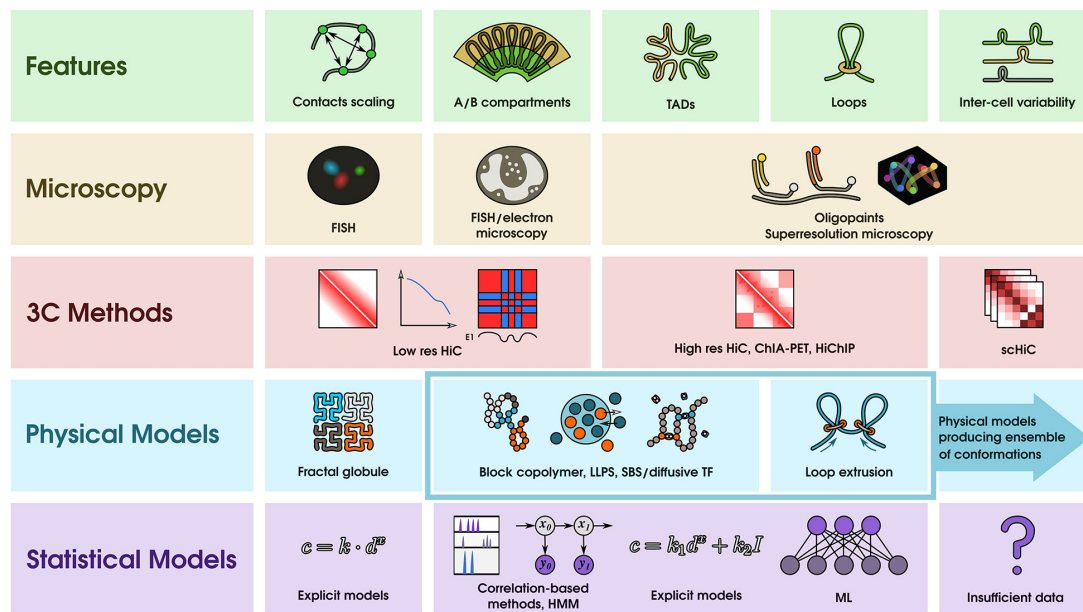 Features
Contacts scaling
A/B compartments
TADs
Loops
Inter-cell variability
Microscopy
FISH
FISH/electron
microscopy
Oligopaints
Superresolution microscopy
3C Methods
E1
Low res HiC
High res HiC, ChIA-PET, HiChIP
scHiC
Physical Models
Fractal globule
Block copolymer, LLPS, SBS/diffusive TF
Loop extrusion
Physical models
producing ensemble
of conformations
Statistical Models
c = k · d^x
Explicit models
x₀ x₁
y₀ y₁
Correlation-based
methods, HMM
c = k₁d^x + k₂I
Explicit models
ML
?
Insufficient data